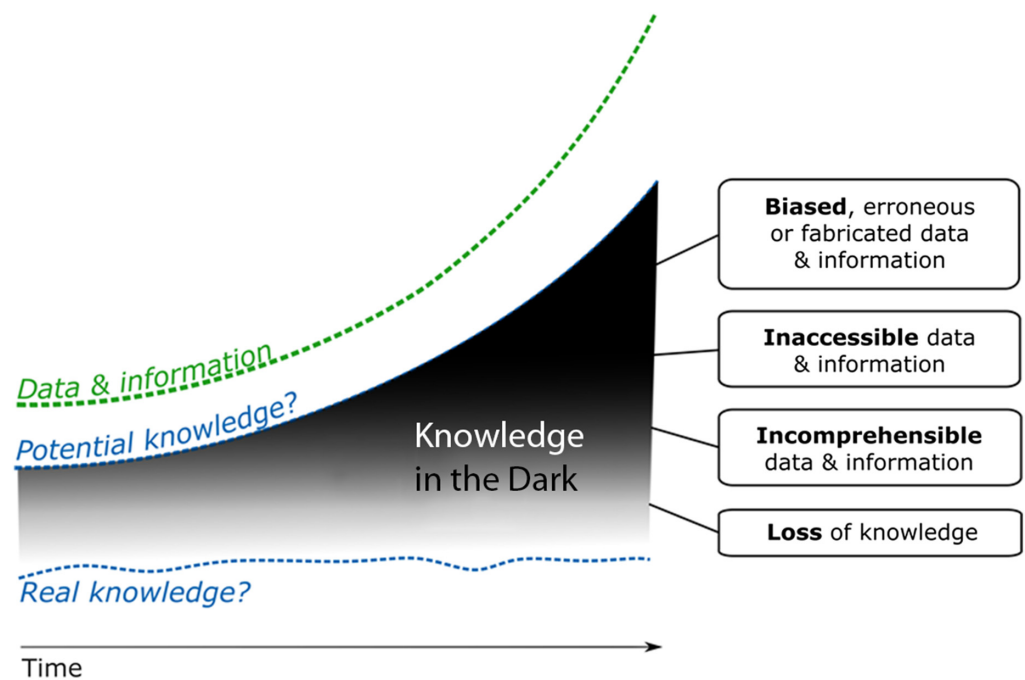 Data & information
Potential knowledge?
Knowledge
in the Dark
Real knowledge?
Time
Biased, erroneous
or fabricated data
& information
Inaccessible data
& information
Incomprehensible
data & information
Loss of knowledge